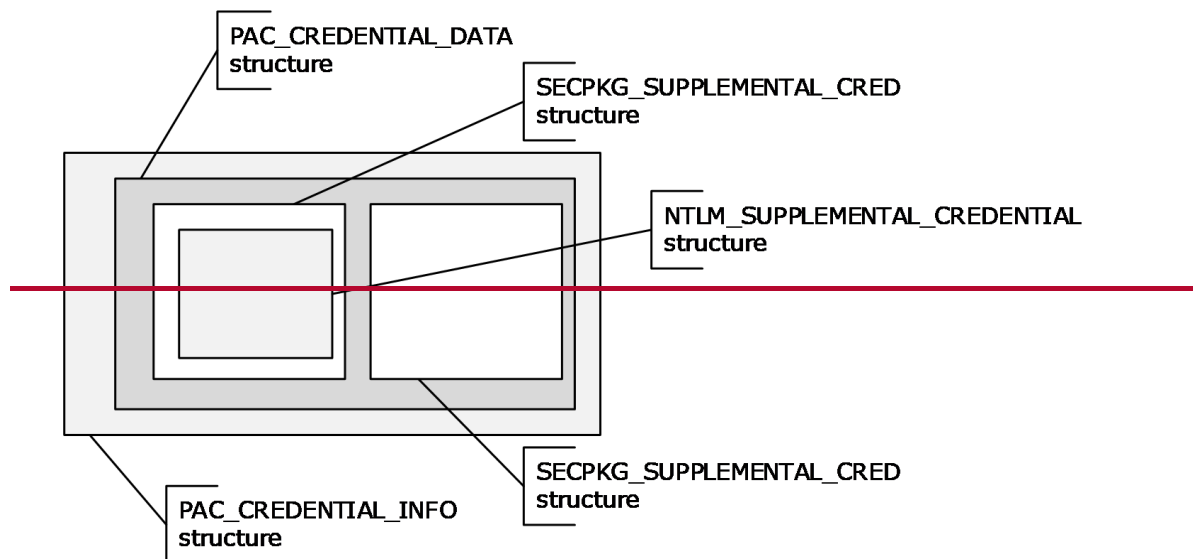 PAC_CREDENTIAL_DATA
structure
SECPKG_SUPPLEMENTAL_CRED
structure
NTLM_SUPPLEMENTAL_CREDENTIAL
structure
SECPKG_SUPPLEMENTAL_CRED
structure
PAC_CREDENTIAL_INFO
structure